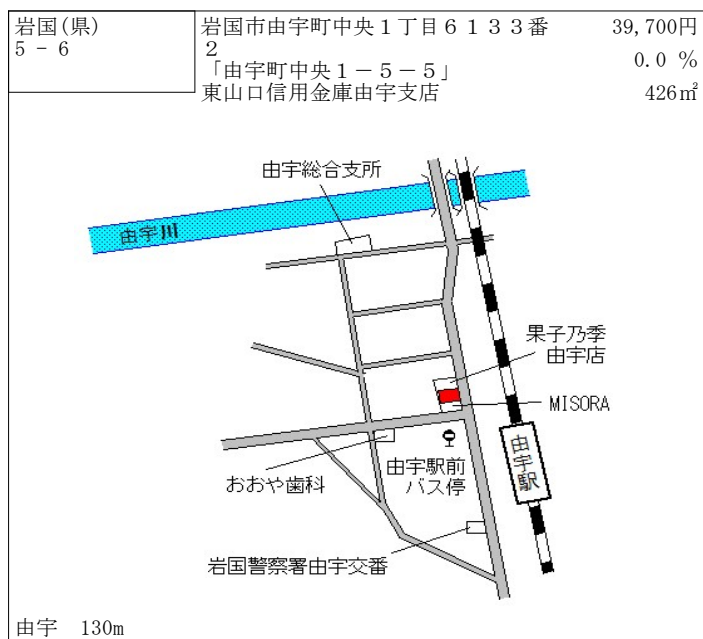 岩国(県)
5 - 6
岩国市由宇町中央１丁目６１３３番
２
「由宇町中央１－５－５」
東山口信用金庫由宇支店
39,700円
0.0 %
426㎡
由宇総合支所
由宇川
果子乃季
由宇店
MISORA
由宇駅
由宇駅前
バス停
おおや歯科
岩国警察署由宇交番
由宇 130m